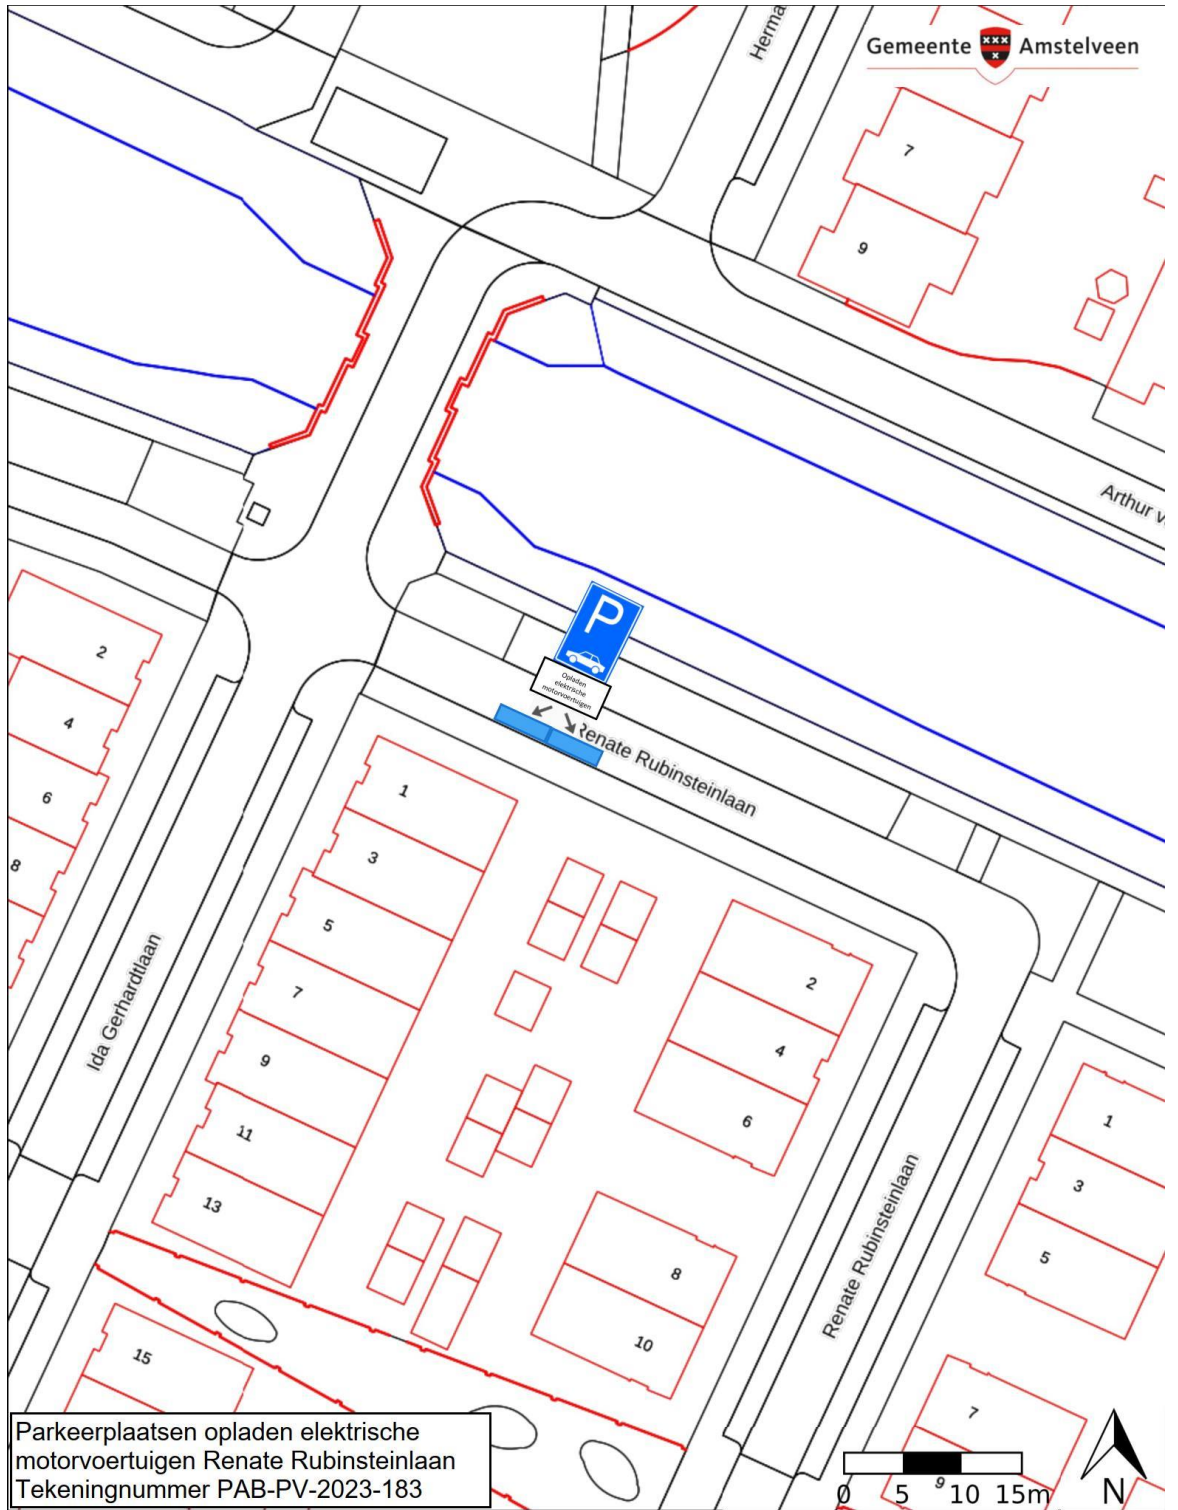 Herma
Gemeente Amstelveen
7
9
Arthur v.
P
Opladen
elektrische
motorvoertuigen
Renate Rubinsteinlaan
2
4
6
8
1
3
5
7
9
11
13
15
Ida Gerhardtlaan
2
4
6
8
10
Renate Rubinsteinlaan
1
3
5
7
9
Parkeerplaatsen opladen elektrische
motorvoertuigen Renate Rubinsteinlaan
Tekeningnummer PAB-PV-2023-183
0 5 10 15m
N